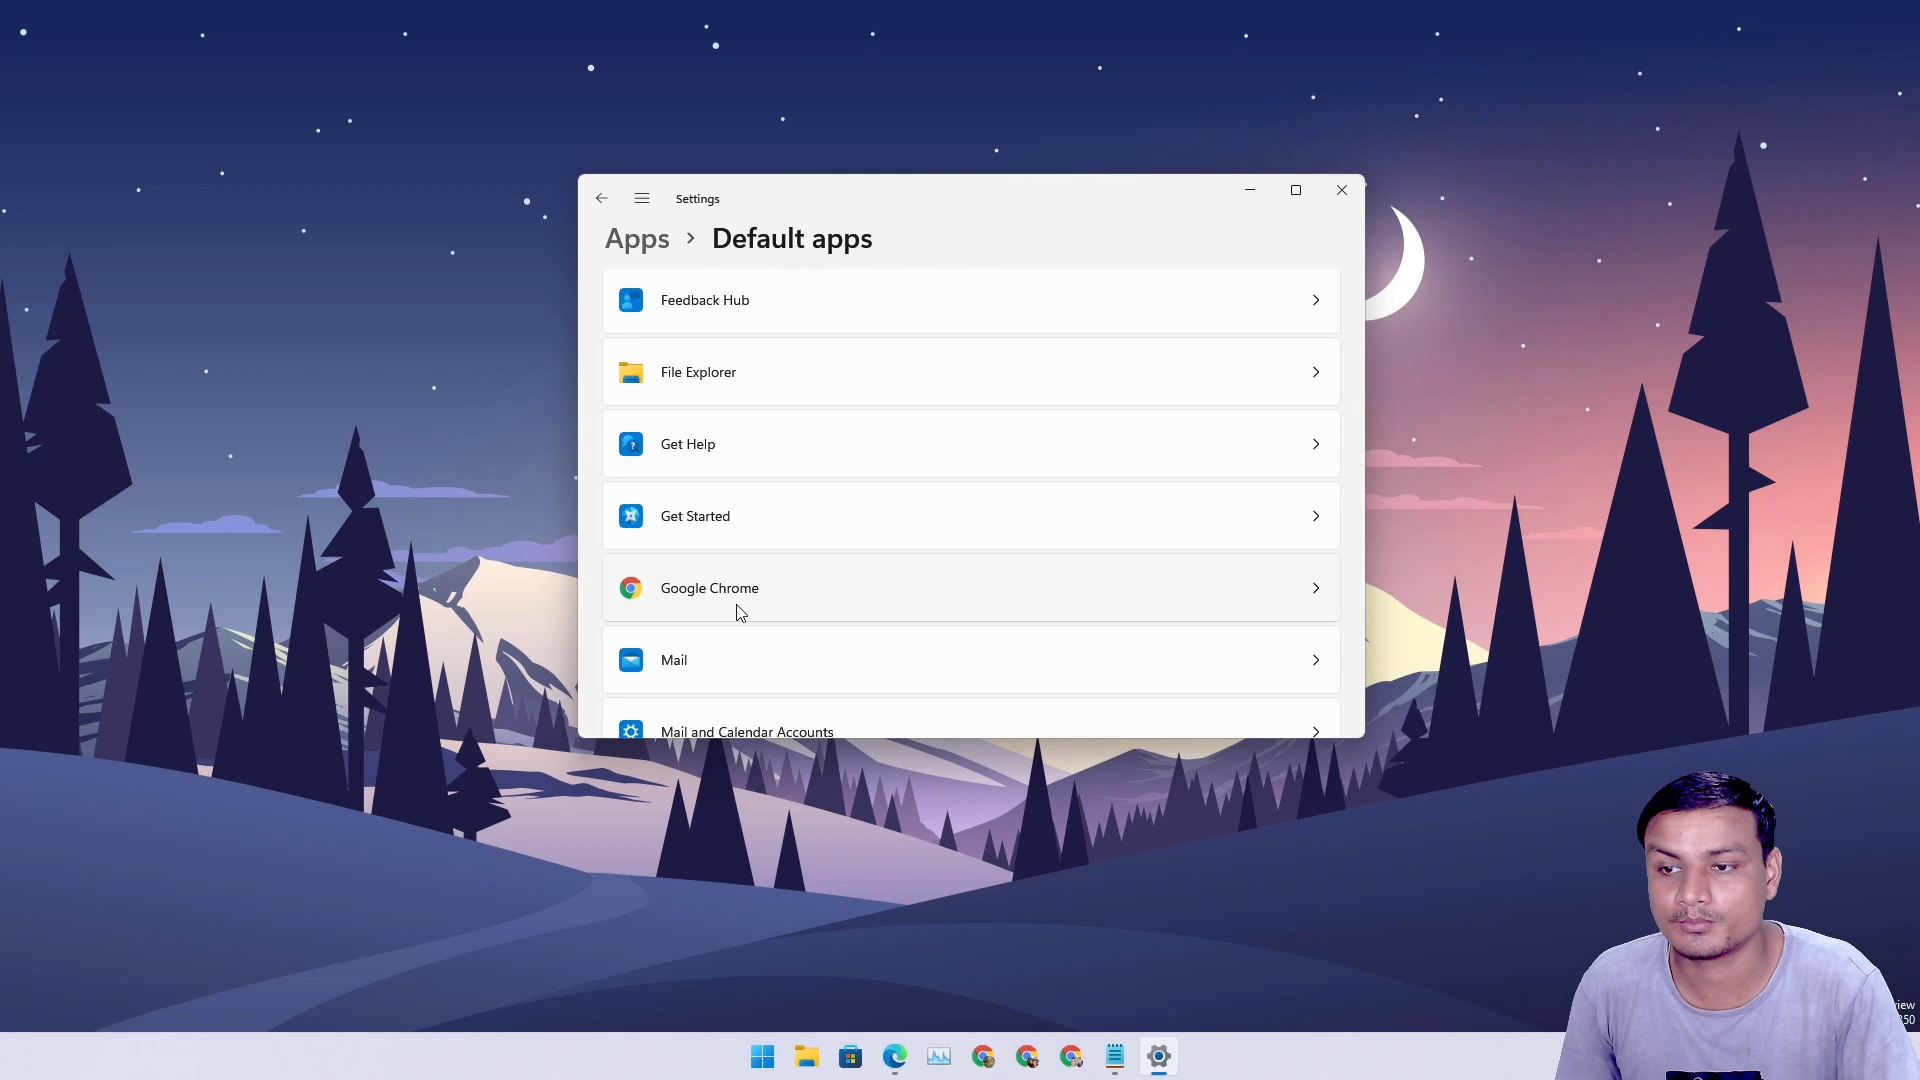 Settings
Apps > Default apps
Feedback Hub
File Explorer
Get Help
Get Started
Google Chrome
Mail
Mail and Calendar Accounts